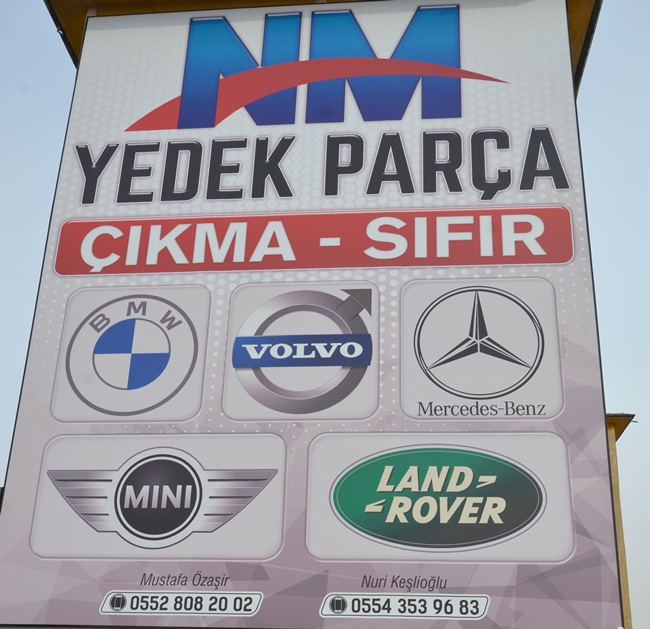 NM
YEDEK PARÇA
ÇIKMA - SIFIR
BMW
VOLVO
Mercedes-Benz
MINI
LAND-
-ROVER
Mustafa Özaşir
0552 808 20 02
Nuri Keşlioğlu
0554 353 96 83